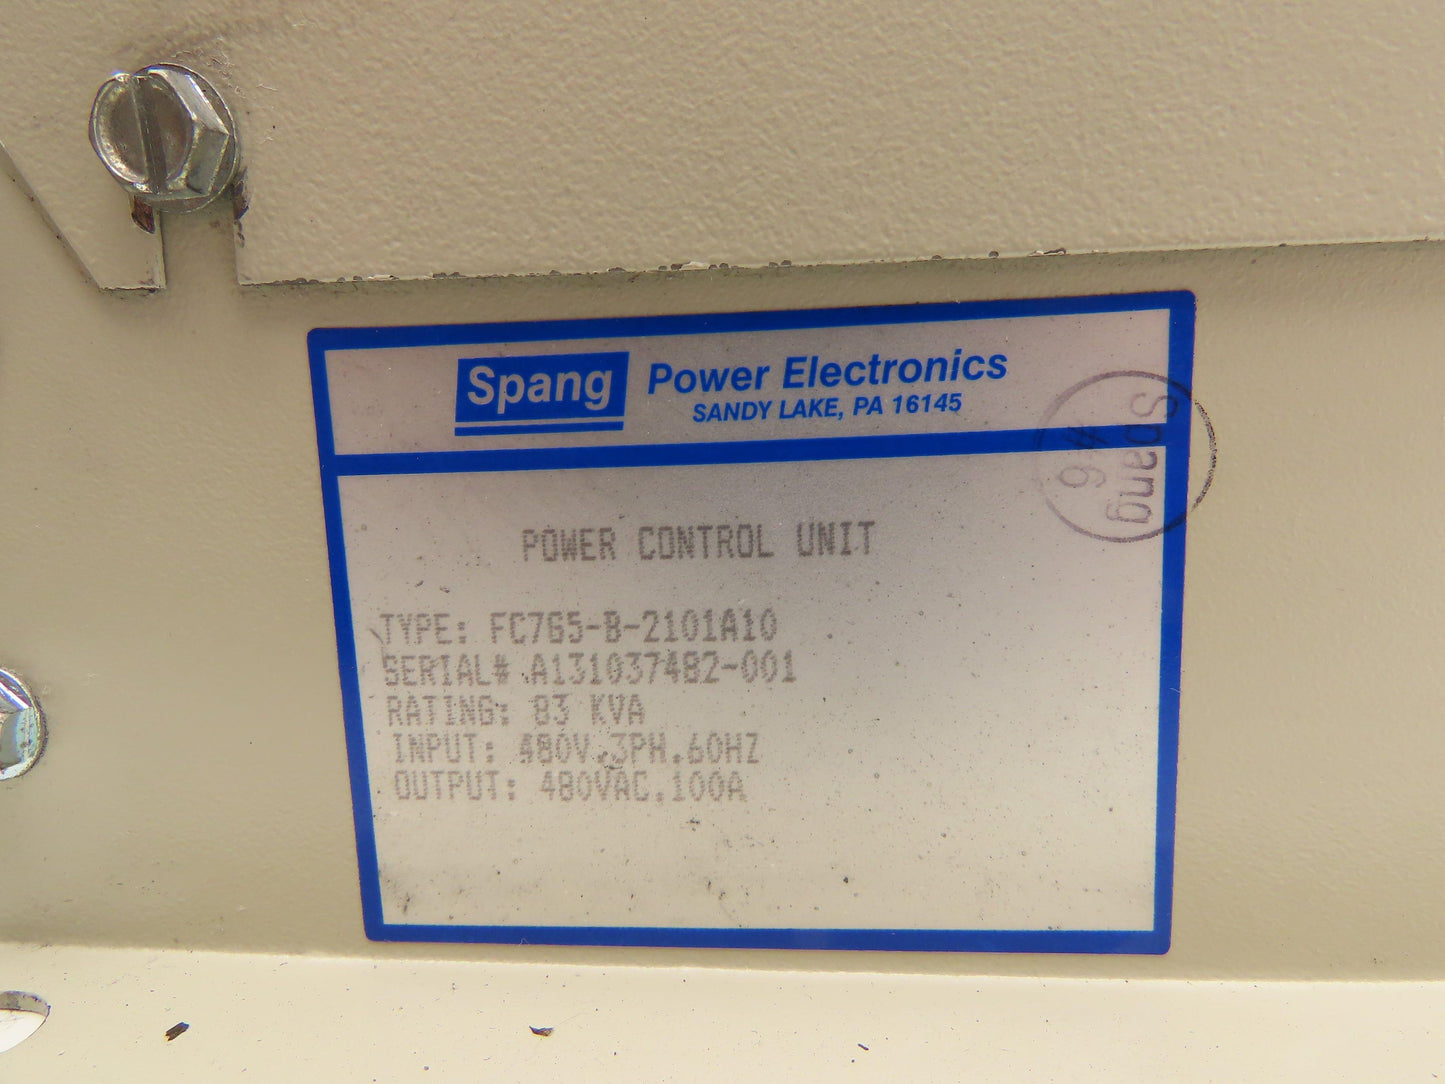 Spang Power Electronics
SANDY LAKE, PA 16145
Spang
#6
POWER CONTROL UNIT
TYPE: FC765-B-2101A10
SERIAL# A131037482-001
RATING: 83 KVA
INPUT: 480V.3PH.60HZ
OUTPUT: 480VAC.100A